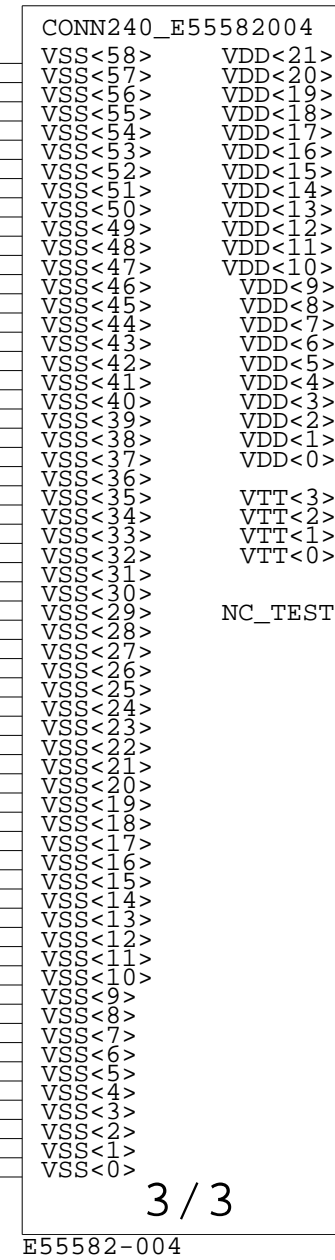 CONN240_E55582004
VSS<58> VDD<21>
VSS<57> VDD<20>
VSS<56> VDD<19>
VSS<55> VDD<18>
VSS<54> VDD<17>
VSS<53> VDD<16>
VSS<52> VDD<15>
VSS<51> VDD<14>
VSS<50> VDD<13>
VSS<49> VDD<12>
VSS<48> VDD<11>
VSS<47> VDD<10>
VSS<46> VDD<9>
VSS<45> VDD<8>
VSS<44> VDD<7>
VSS<43> VDD<6>
VSS<42> VDD<5>
VSS<41> VDD<4>
VSS<40> VDD<3>
VSS<39> VDD<2>
VSS<38> VDD<1>
VSS<37> VDD<0>
VSS<36>
VSS<35> VTT<3>
VSS<34> VTT<2>
VSS<33> VTT<1>
VSS<32> VTT<0>
VSS<31>
VSS<30>
VSS<29> NC_TEST
VSS<28>
VSS<27>
VSS<26>
VSS<25>
VSS<24>
VSS<23>
VSS<22>
VSS<21>
VSS<20>
VSS<19>
VSS<18>
VSS<17>
VSS<16>
VSS<15>
VSS<14>
VSS<13>
VSS<12>
VSS<11>
VSS<10>
VSS<9>
VSS<8>
VSS<7>
VSS<6>
VSS<5>
VSS<4>
VSS<3>
VSS<2>
VSS<1>
VSS<0>
3/3
E55582-004